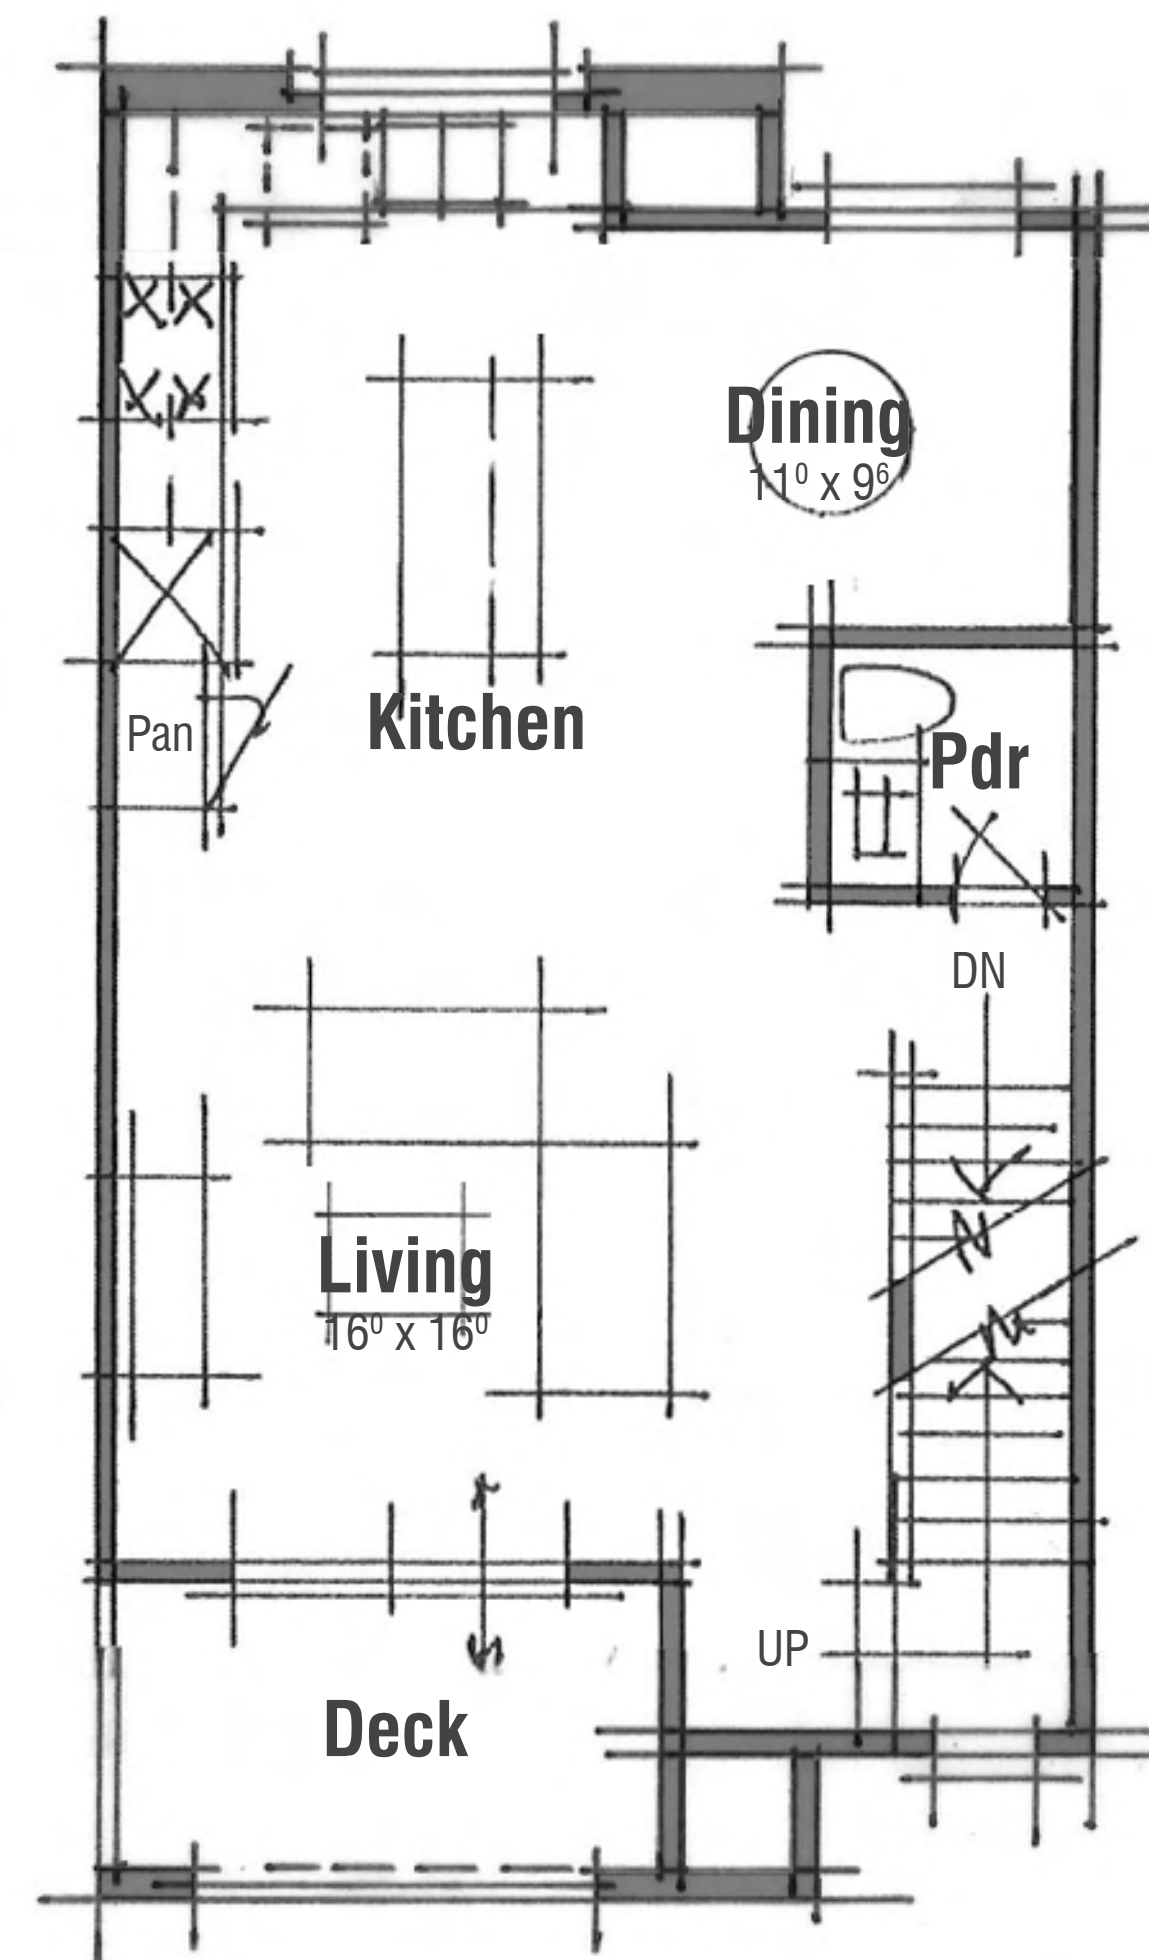 Dining
11⁰ x 9⁶
Kitchen
Pan
Pdr
DN
Living
16⁰ x 16⁰
UP
Deck